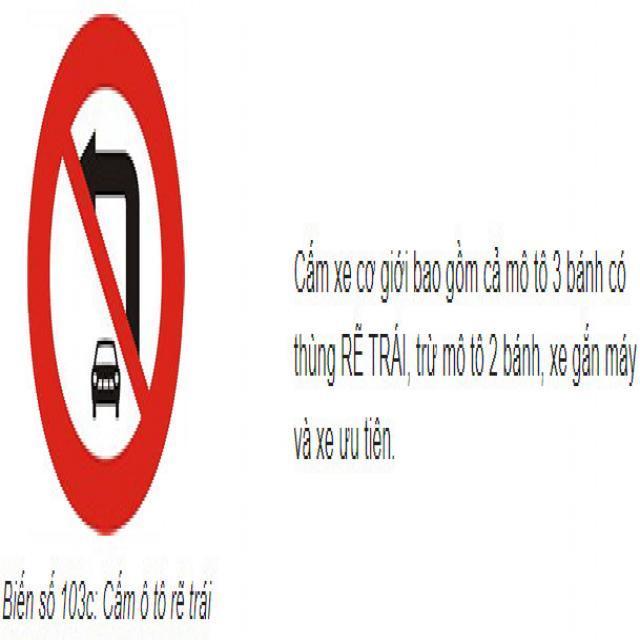 Cấm xe cơ giới bao gồm cả mô tô 3 bánh có
thùng RẼ TRÁI, trừ mô tô 2 bánh, xe gắn máy
và xe ưu tiên.
Biển số 103c: Cấm ô tô rẽ trái